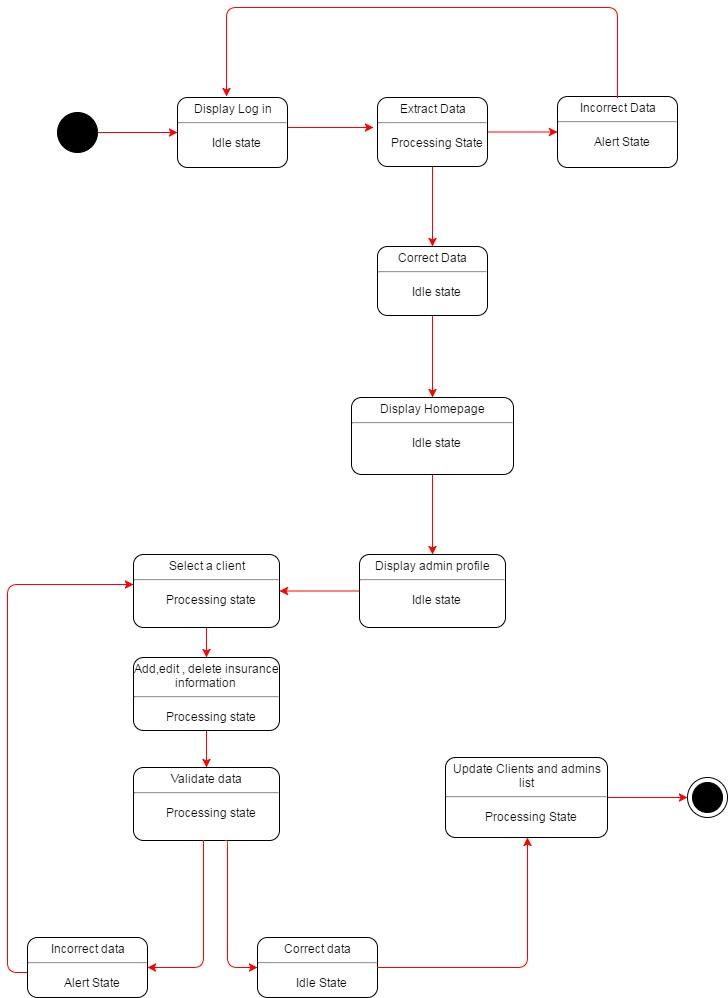 Display Log in
Idle state
Extract Data
Processing State
Incorrect Data
Alert State
Correct Data
Idle state
Display Homepage
Idle state
Display admin profile
Idle state
Select a client
Processing state
Add,edit , delete insurance
information
Processing state
Validate data
Processing state
Update Clients and admins
list
Processing State
Incorrect data
Alert State
Correct data
Idle State